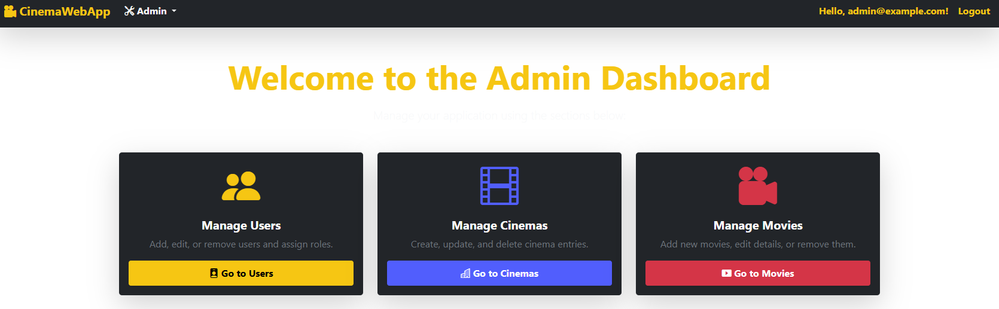 CinemaWebApp Admin Hello, admin@example.com! Logout
Welcome to the Admin Dashboard
Manage your application using the sections below.
Manage Users
Add, edit, or remove users and assign roles.
Go to Users
Manage Cinemas
Create, update, and delete cinema entries.
Go to Cinemas
Manage Movies
Add new movies, edit details, or remove them.
Go to Movies